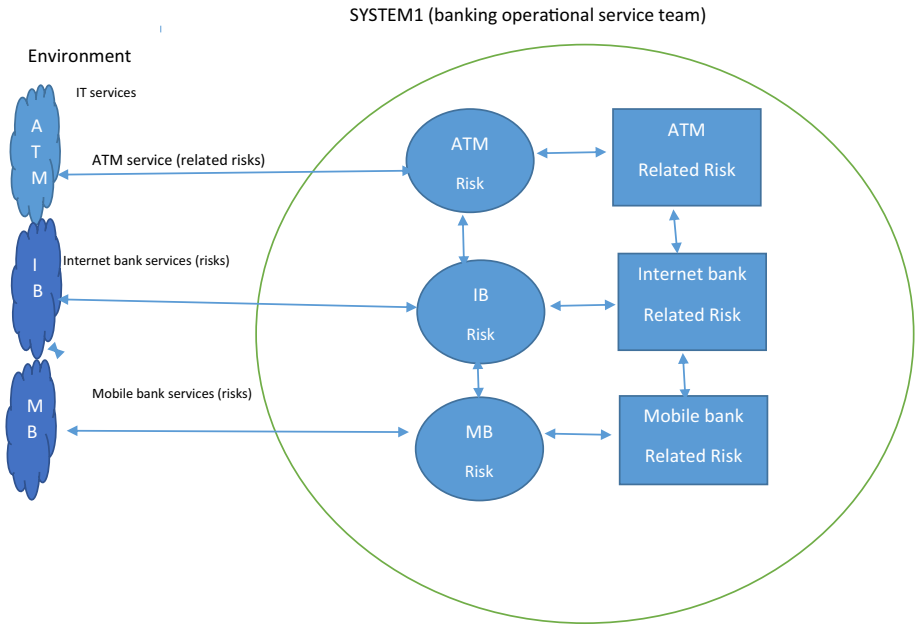 SYSTEM1 (banking operational service team)
Environment
IT services
A
T
M
ATM service (related risks)
ATM
Risk
ATM
Related Risk
I
B
Internet bank services (risks)
IB
Risk
Internet bank
Related Risk
M
B
Mobile bank services (risks)
MB
Risk
Mobile bank
Related Risk